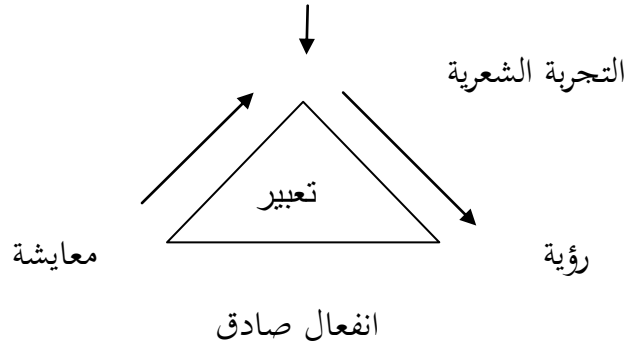 التجربة الشعرية
تعبير
رؤية
معايشة
انفعال صادق